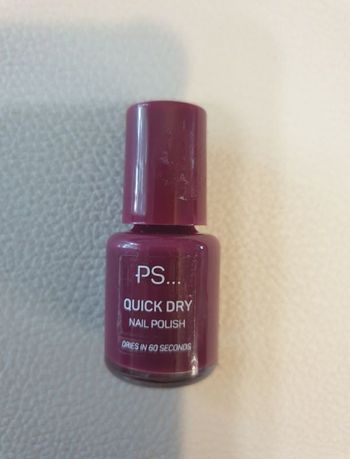 PS...
QUICK DRY
NAIL POLISH
DRIES IN 60 SECONDS